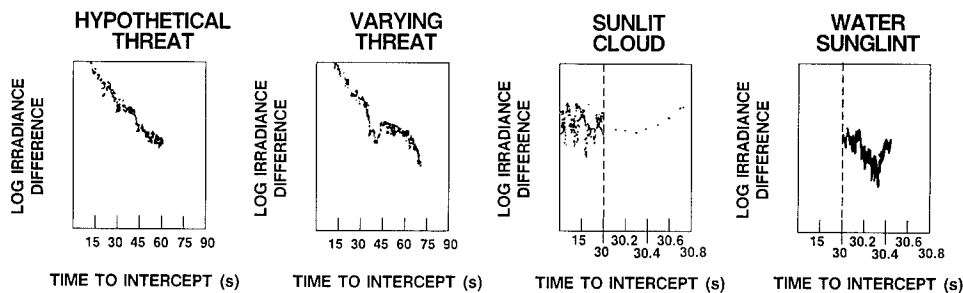 HYPOTHETICAL
THREAT
LOG IRRADIANCE
DIFFERENCE
15 30 45 60 75 90
TIME TO INTERCEPT (s)
VARYING
THREAT
LOG IRRADIANCE
DIFFERENCE
15 30 45 60 75 90
TIME TO INTERCEPT (s)
SUNLIT
CLOUD
LOG IRRADIANCE
DIFFERENCE
15 30.2 30.6
30 30.4 30.8
TIME TO INTERCEPT (s)
WATER
SUNGLINT
LOG IRRADIANCE
DIFFERENCE
15 30.2 30.6
30 30.4 30.8
TIME TO INTERCEPT (s)